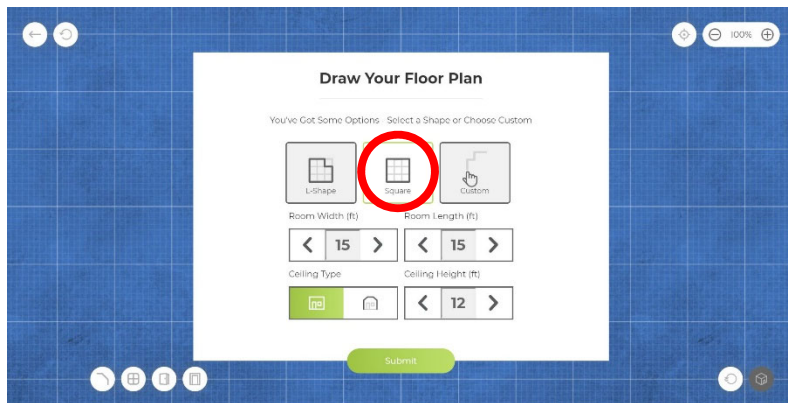 100%
Draw Your Floor Plan
You've Got Some Options - Select a Shape or Choose Custom
L-Shape Square Custom
Room Width (ft) Room Length (ft)
15 15
Ceiling Type Ceiling Height (ft)
12
Submit